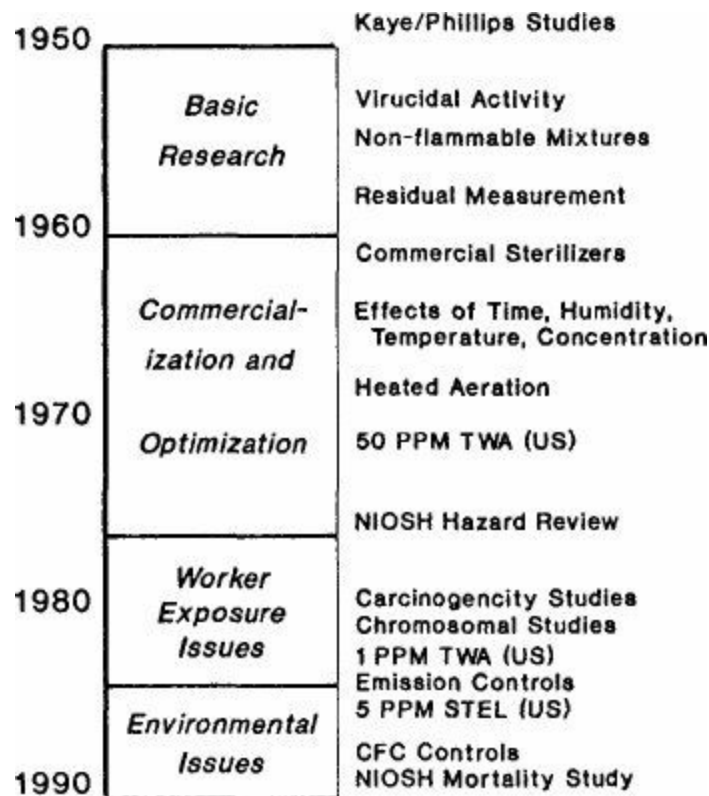 Kaye/Phillips Studies
1950
Basic
Research
Virucidal Activity
Non-flammable Mixtures
Residual Measurement
1960
Commercial Sterilizers
Commercial-
ization and
Optimization
Effects of Time, Humidity,
Temperature, Concentration
Heated Aeration
1970
50 PPM TWA (US)
NIOSH Hazard Review
Worker
Exposure
Issues
1980
Carcinogencity Studies
Chromosomal Studies
1 PPM TWA (US)
Emission Controls
5 PPM STEL (US)
Environmental
Issues
CFC Controls
NIOSH Mortality Study
1990